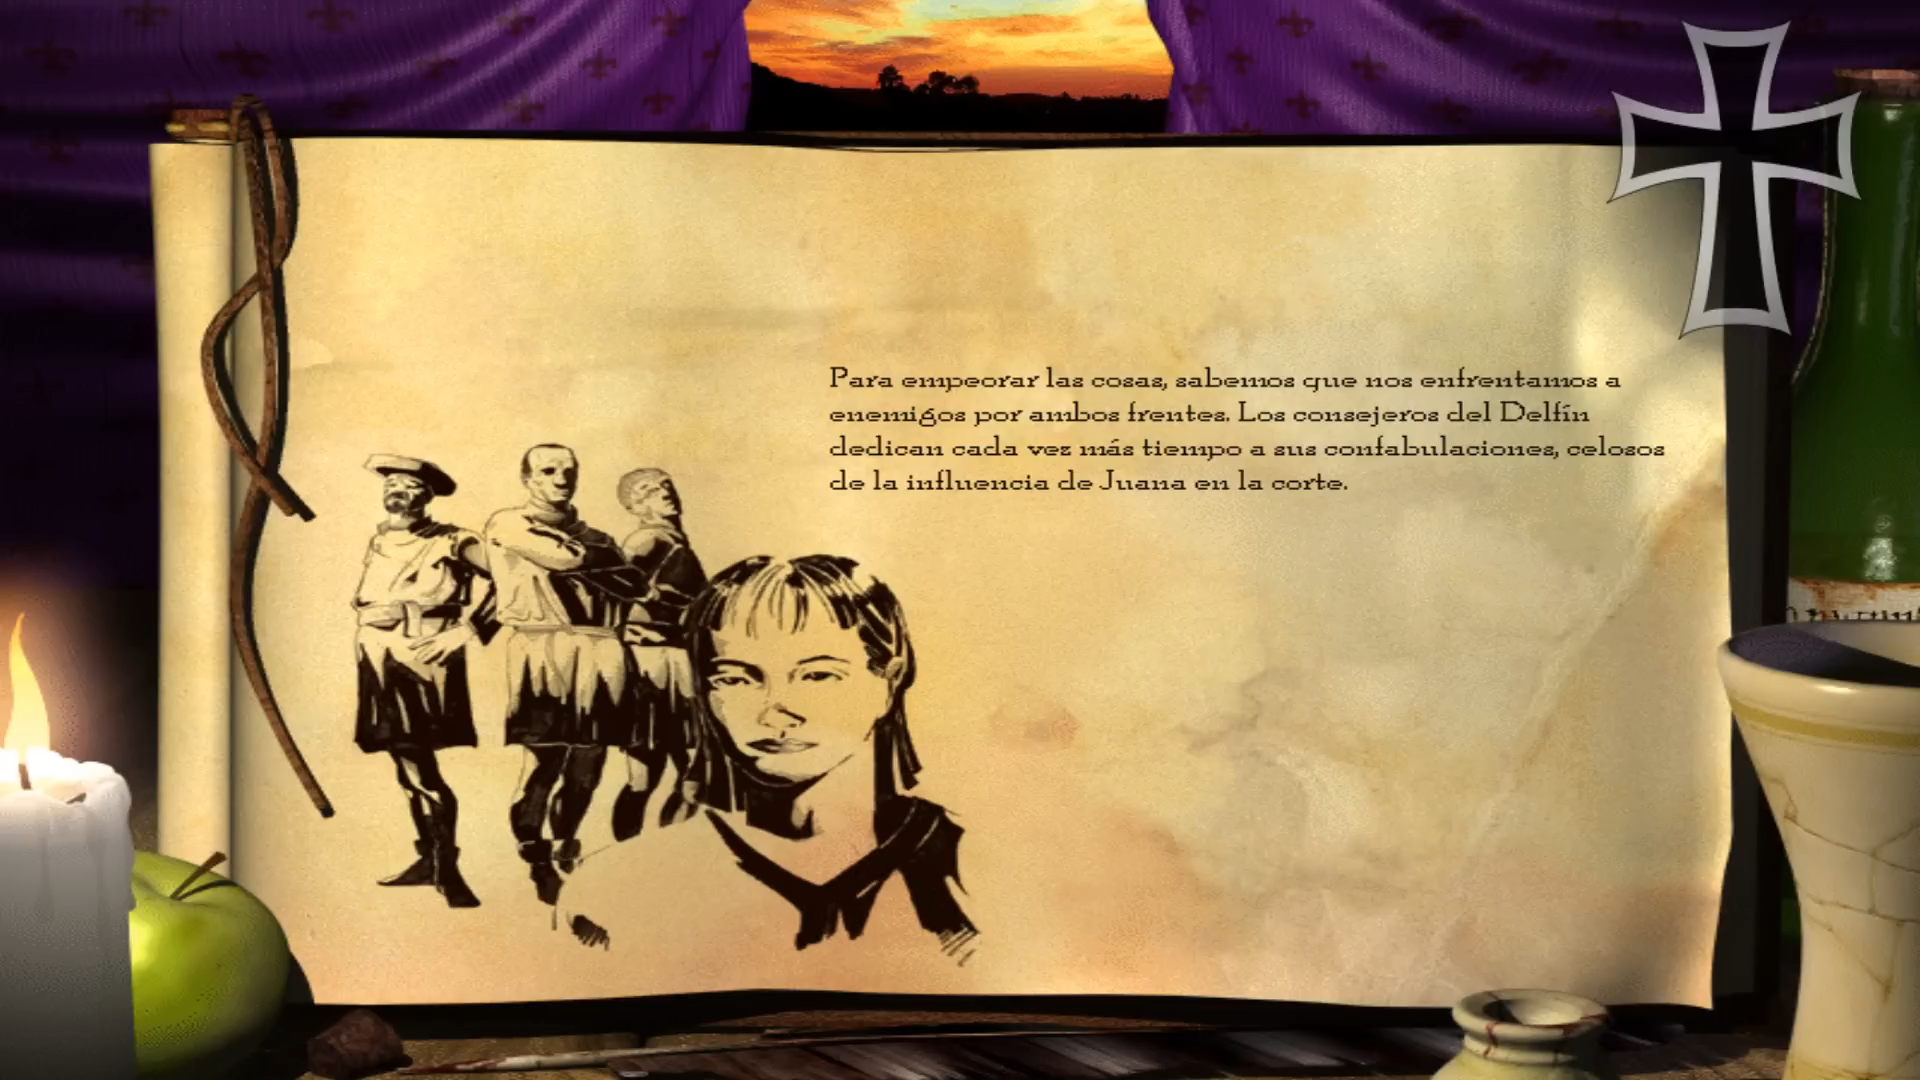 Para empeorar las cosas, sabemos que nos enfrentamos a
enemigos por ambos frentes. Los consejeros del Delfín
dedican cada vez más tiempo a sus confabulaciones, celosos
de la influencia de Juana en la corte.